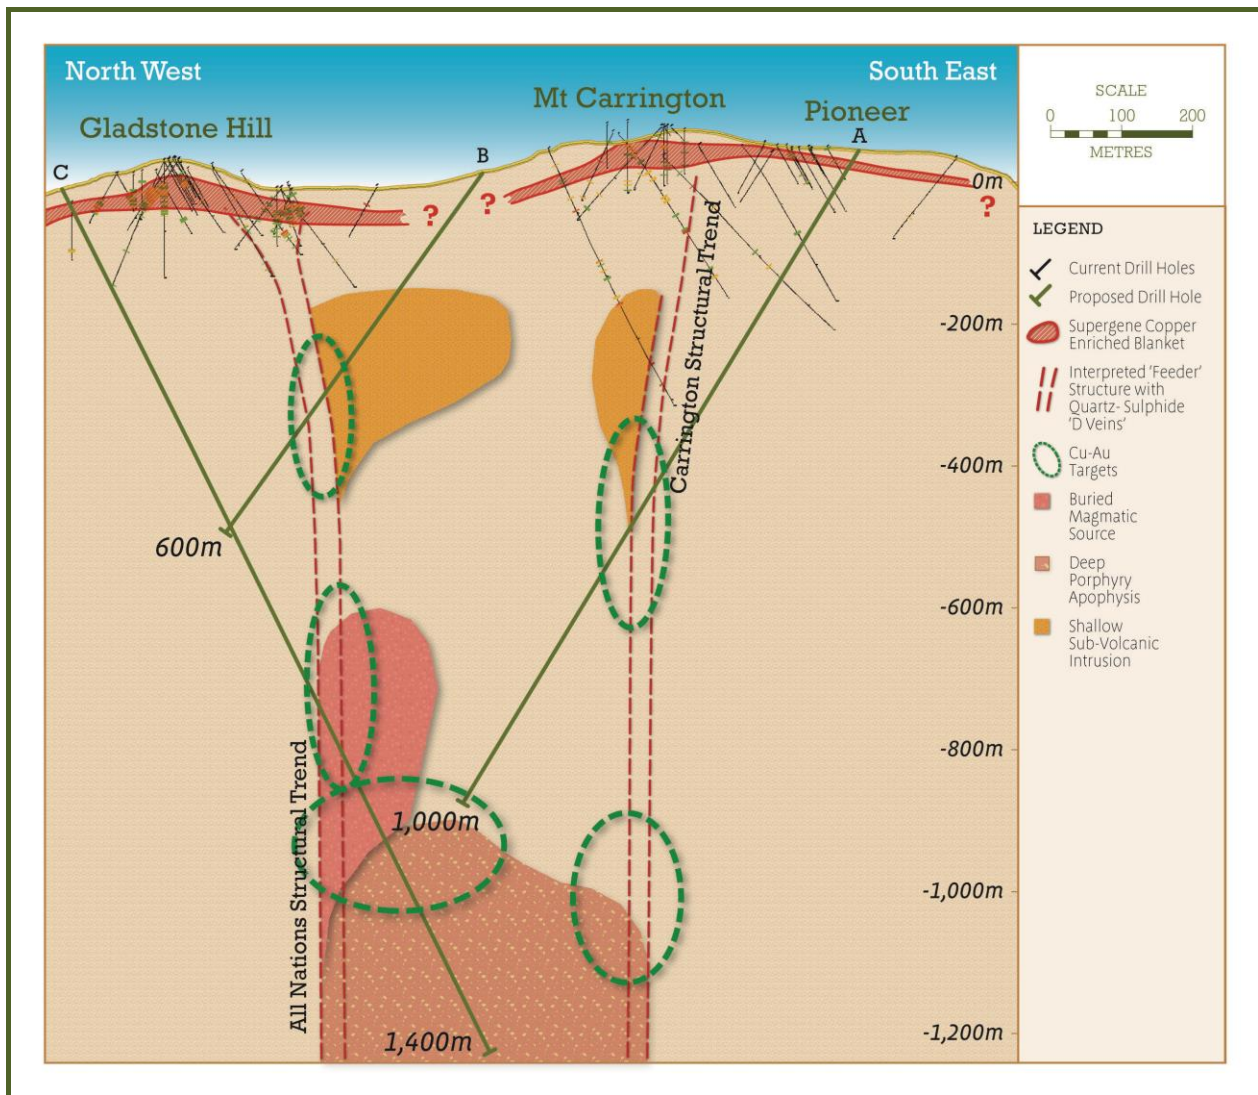 North West
South East
Gladstone Hill
Mt Carrington
Pioneer
C
B
A
?
?
?
0m
-200m
-400m
-600m
-800m
-1,000m
-1,200m
Carrington Structural Trend
All Nations Structural Trend
600m
1,000m
1,400m
SCALE
0 100 200
METRES
LEGEND
Current Drill Holes
Proposed Drill Hole
Supergene Copper
Enriched Blanket
Interpreted 'Feeder'
Structure with
Quartz- Sulphide
'D Veins'
Cu-Au
Targets
Buried
Magmatic
Source
Deep
Porphyry
Apophysis
Shallow
Sub-Volcanic
Intrusion